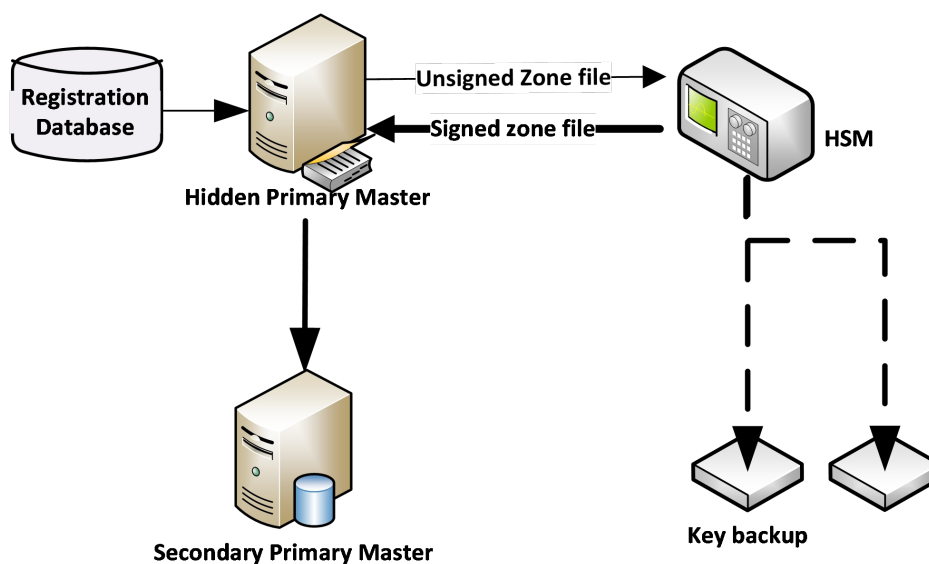 Registration
Database
Unsigned Zone file
Signed zone file
HSM
Hidden Primary Master
Key backup
Secondary Primary Master